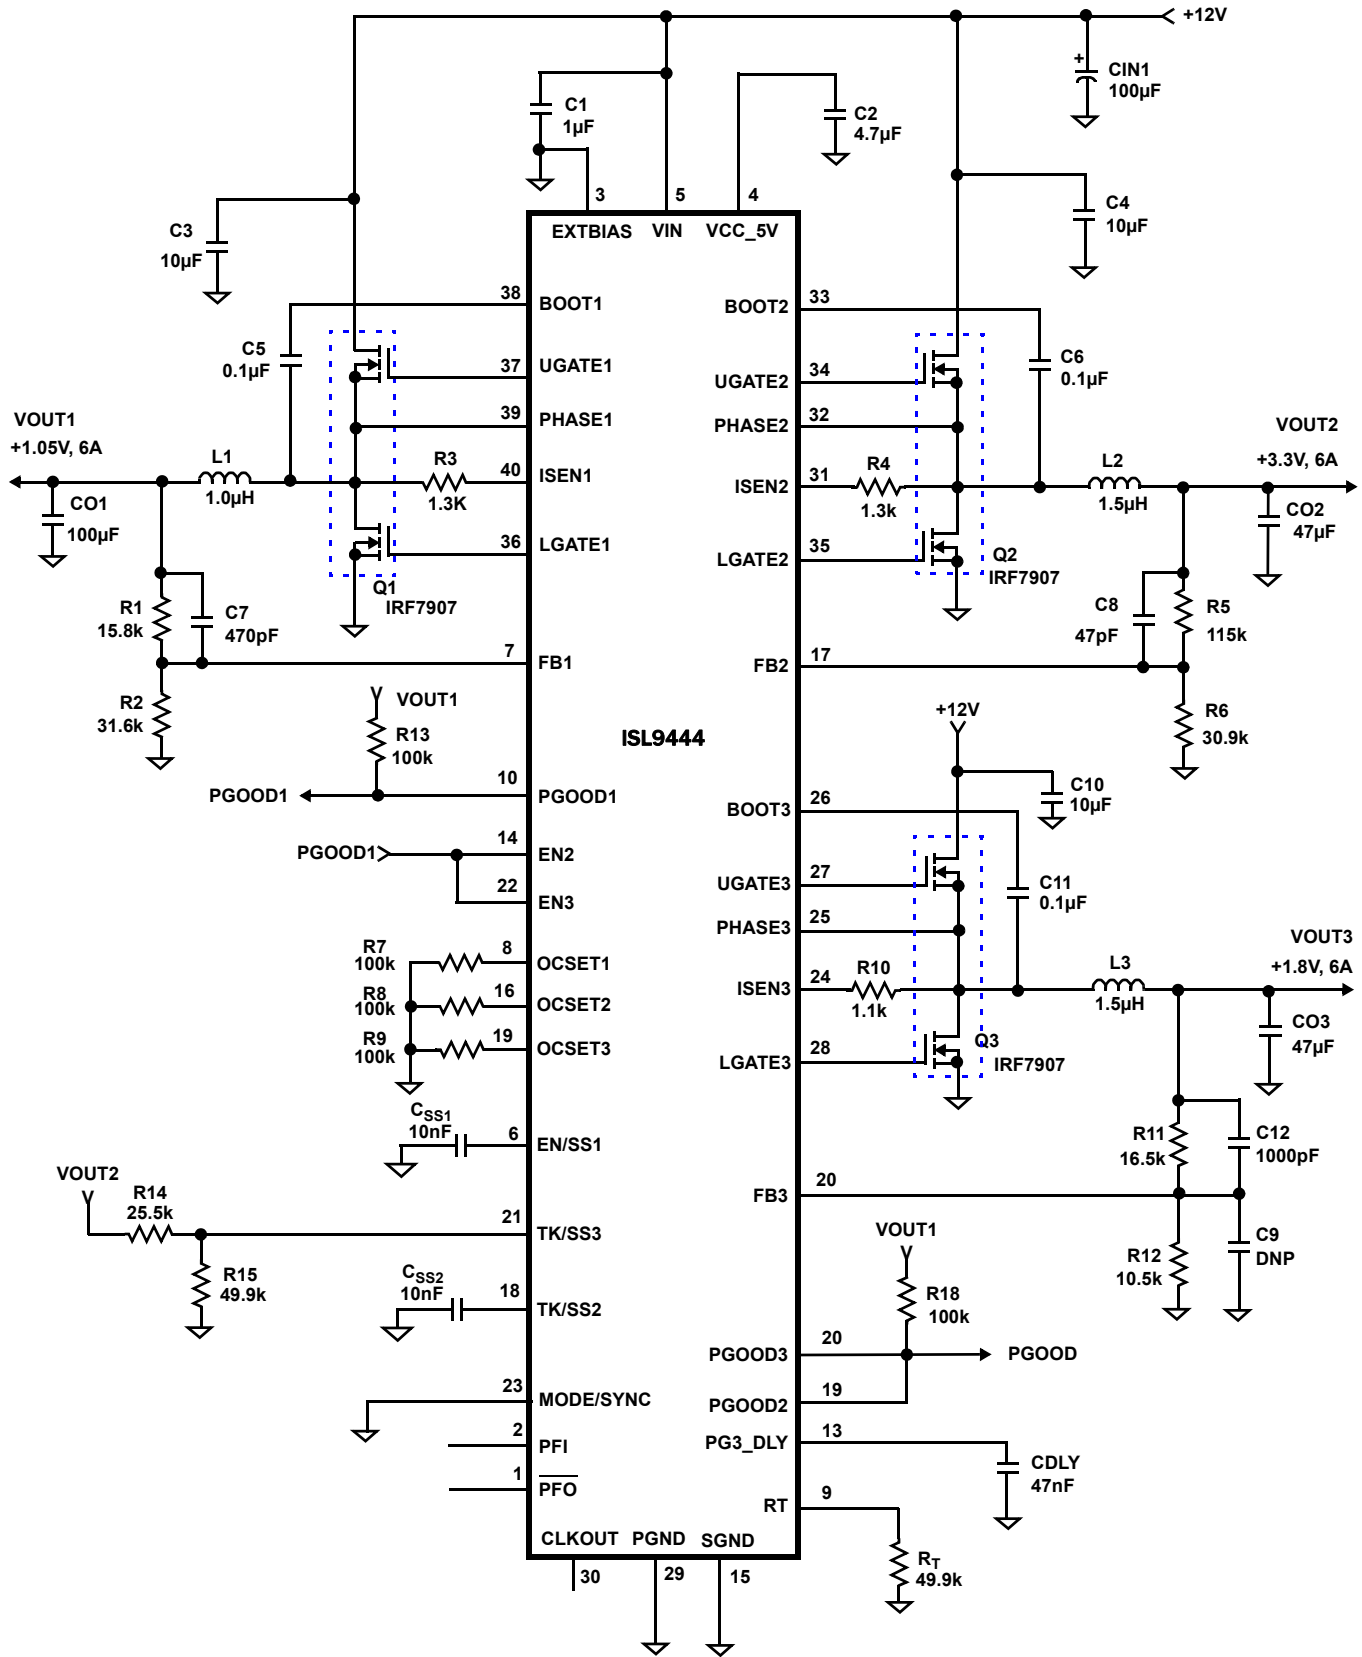 +12V
+
CIN1
100µF
C1
1µF
C2
4.7µF
3
5
4
EXTBIAS
VIN
VCC_5V
C3
10µF
C4
10µF
38
BOOT1
BOOT2
33
C5
0.1µF
C6
0.1µF
37
UGATE1
UGATE2
34
39
PHASE1
PHASE2
32
VOUT1
+1.05V, 6A
L1
1.0µH
R3
1.3K
40
ISEN1
ISEN2
31
R4
1.3k
L2
1.5µH
VOUT2
+3.3V, 6A
CO1
100µF
CO2
47µF
36
LGATE1
LGATE2
35
Q1
IRF7907
Q2
IRF7907
R1
15.8k
C7
470pF
C8
47pF
R5
115k
7
FB1
FB2
17
R2
31.6k
VOUT1
R13
100k
ISL9444
+12V
R6
30.9k
PGOOD1
10
PGOOD1
BOOT3
26
C10
10µF
PGOOD1
14
EN2
22
EN3
UGATE3
27
C11
0.1µF
PHASE3
25
R7
100k
8
OCSET1
R8
100k
16
OCSET2
R9
100k
19
OCSET3
ISEN3
24
R10
1.1k
L3
1.5µH
VOUT3
+1.8V, 6A
CO3
47µF
LGATE3
28
Q3
IRF7907
CSS1
10nF
6
EN/SS1
R11
16.5k
C12
1000pF
FB3
20
VOUT2
R14
25.5k
21
TK/SS3
R15
49.9k
VOUT1
R12
10.5k
C9
DNP
CSS2
10nF
18
TK/SS2
R18
100k
PGOOD3
20
PGOOD
23
MODE/SYNC
PGOOD2
19
2
PFI
PG3_DLY
13
CDLY
47nF
1
PFO
RT
9
CLKOUT
PGND
SGND
30
29
15
RT
49.9k